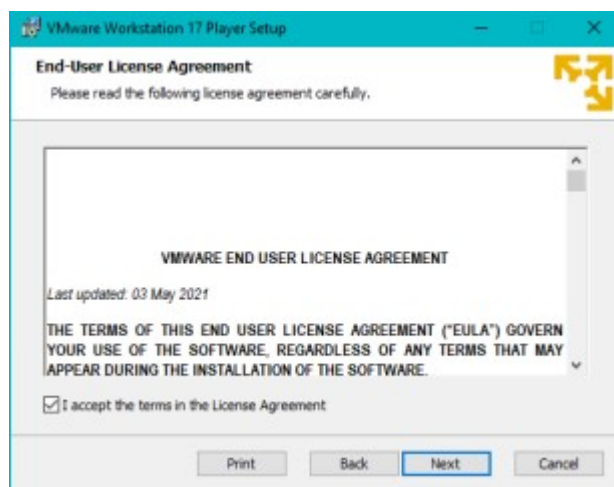 VMware Workstation 17 Player Setup
End-User License Agreement
Please read the following license agreement carefully.
VMWARE END USER LICENSE AGREEMENT
Last updated: 03 May 2021
THE TERMS OF THIS END USER LICENSE AGREEMENT (“EULA”) GOVERN
YOUR USE OF THE SOFTWARE, REGARDLESS OF ANY TERMS THAT MAY
APPEAR DURING THE INSTALLATION OF THE SOFTWARE.
I accept the terms in the License Agreement
Print Back Next Cancel